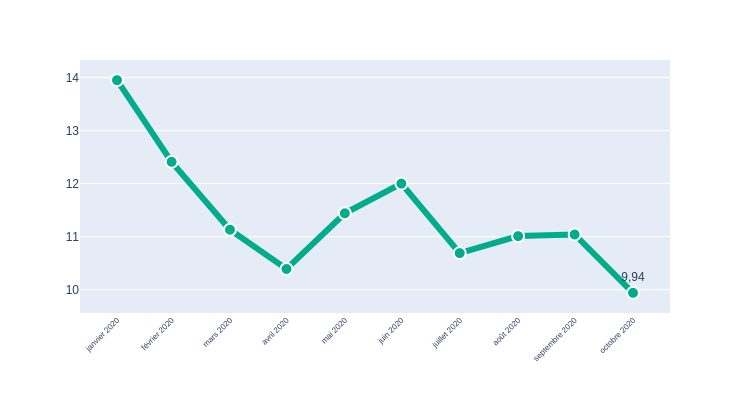 14
13
12
11
10
9,94
janvier 2020
février 2020
mars 2020
avril 2020
mai 2020
juin 2020
juillet 2020
août 2020
septembre 2020
octobre 2020